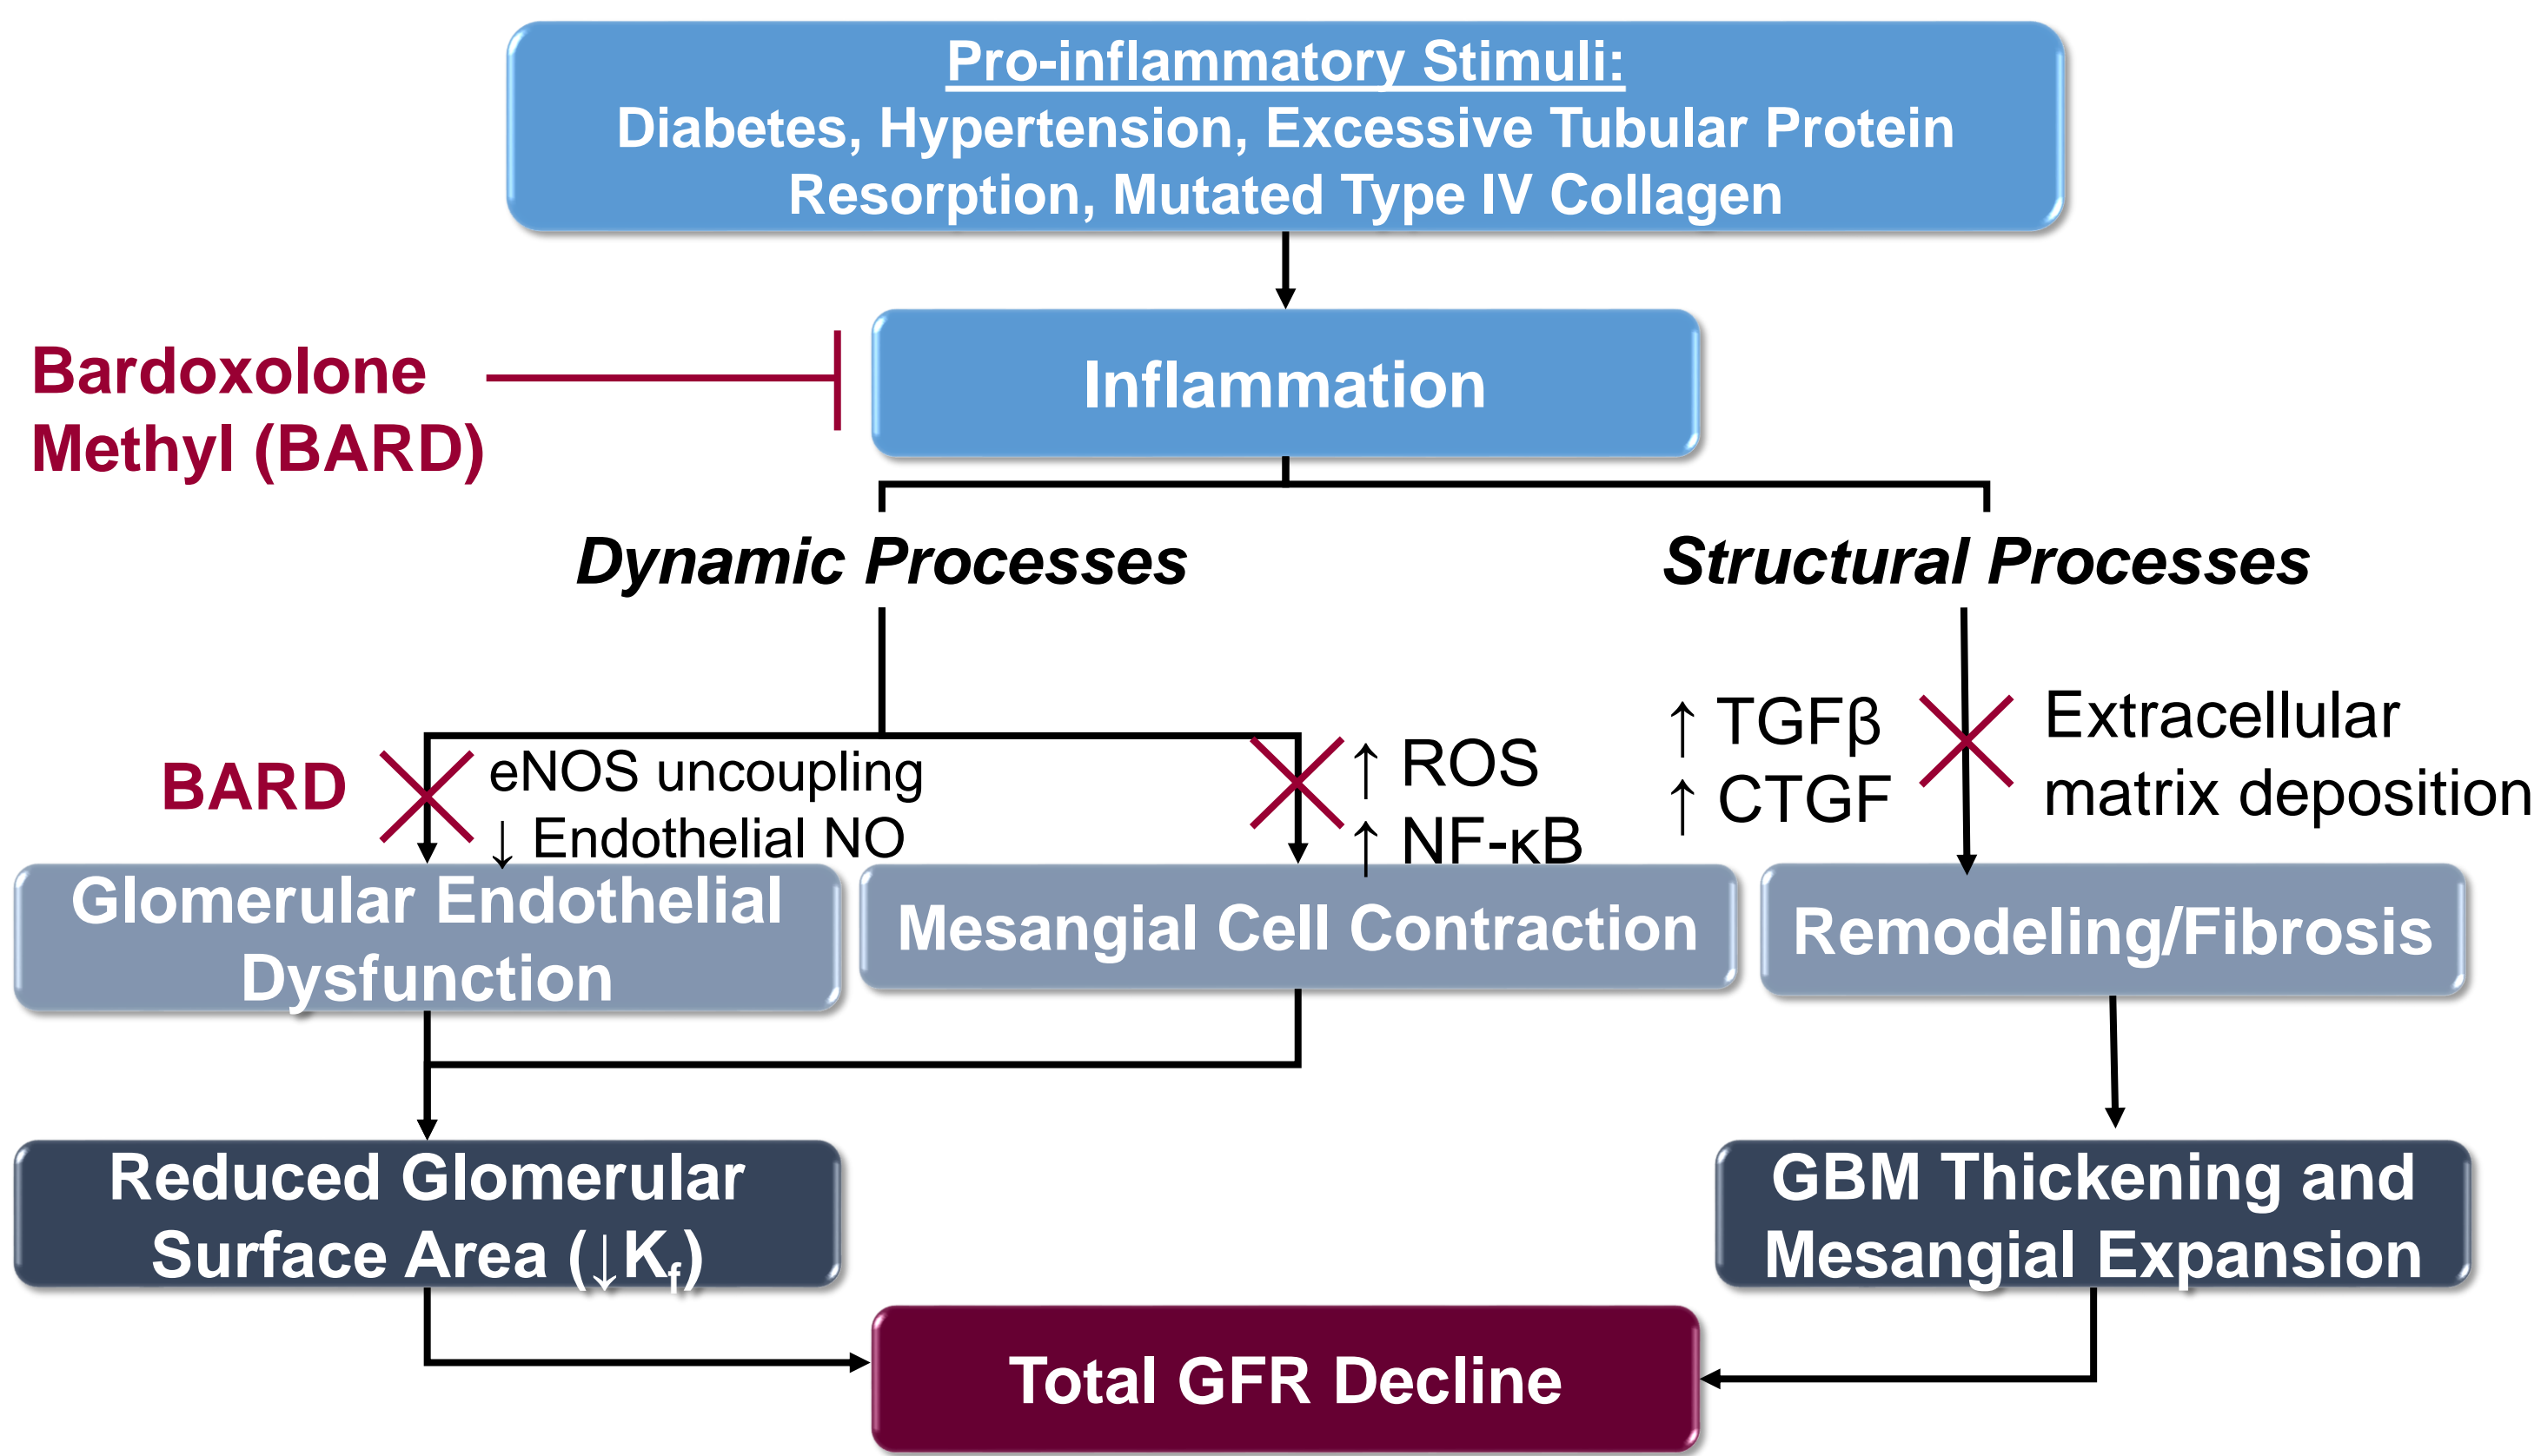 Pro-inflammatory Stimuli:
Diabetes, Hypertension, Excessive Tubular Protein
Resorption, Mutated Type IV Collagen
Bardoxolone
Methyl (BARD)
Inflammation
Dynamic Processes
Structural Processes
BARD
eNOS uncoupling
↓ Endothelial NO
↑ ROS
↑ NF-κB
↑ TGFβ
↑ CTGF
Extracellular
matrix deposition
Glomerular Endothelial
Dysfunction
Mesangial Cell Contraction
Remodeling/Fibrosis
Reduced Glomerular
Surface Area (↓Kf)
GBM Thickening and
Mesangial Expansion
Total GFR Decline